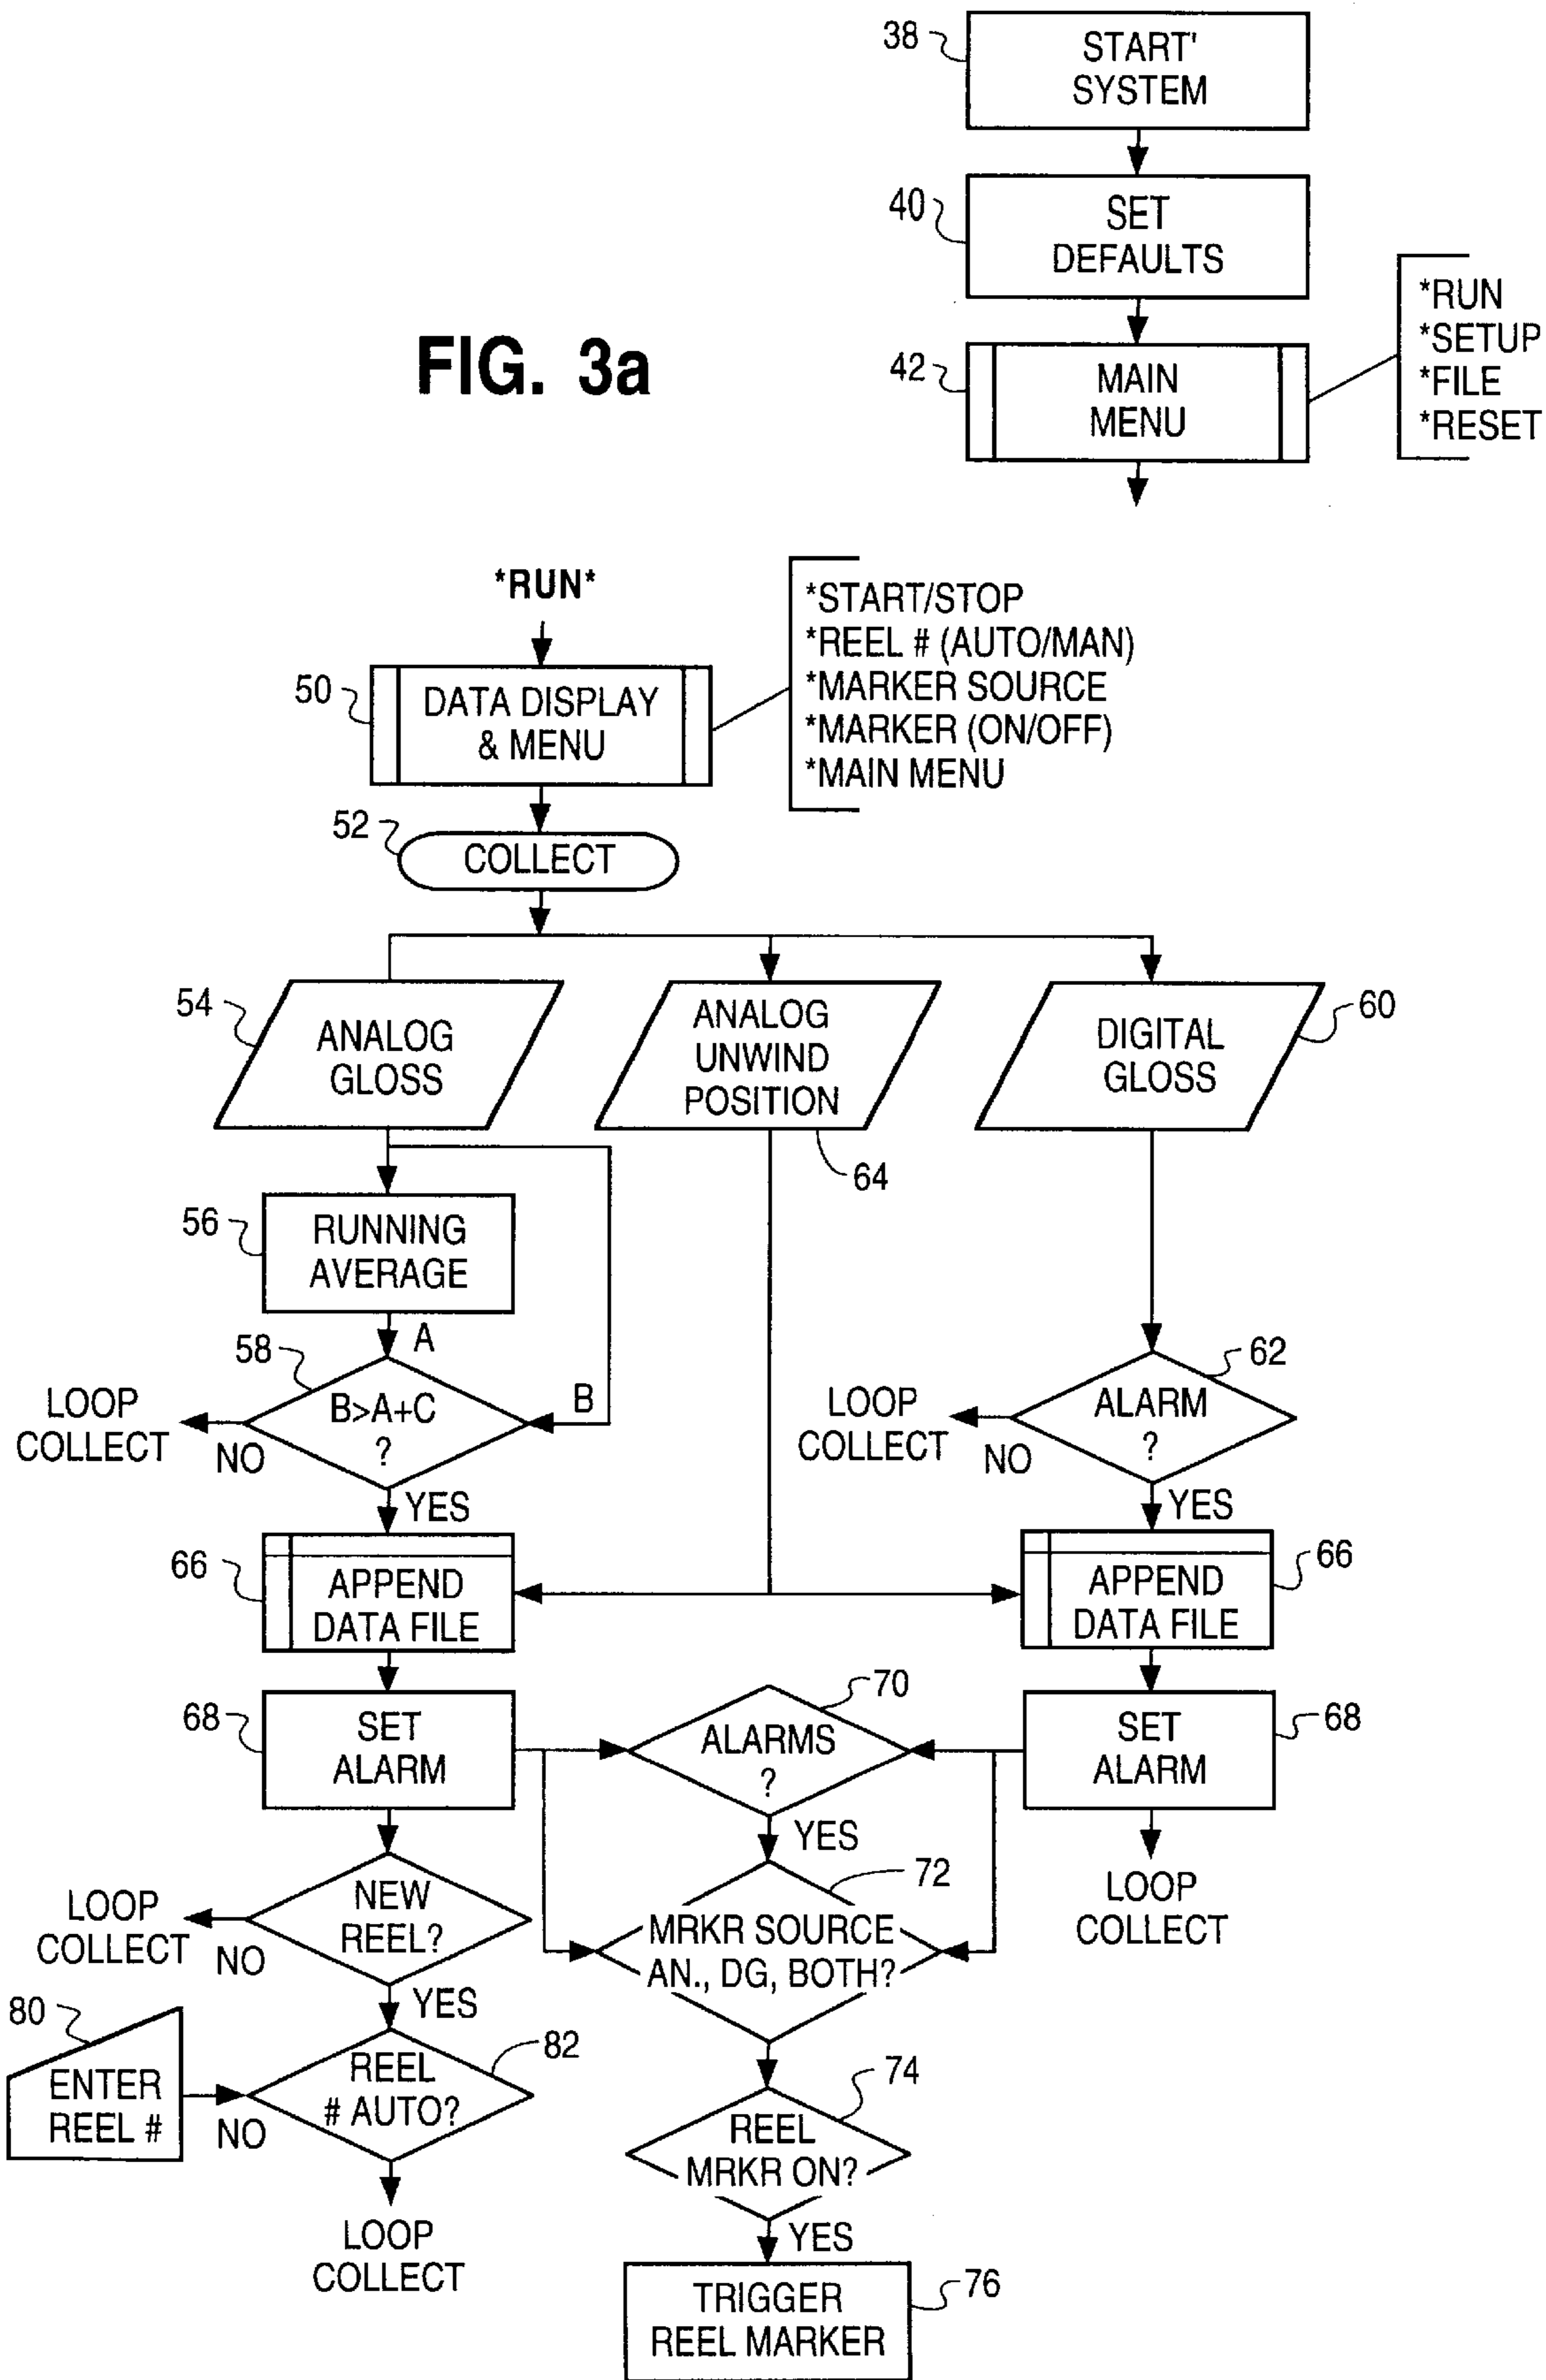 38
START'
SYSTEM
40
SET
DEFAULTS
FIG. 3a
42
MAIN
MENU
*RUN
*SETUP
*FILE
*RESET
*RUN*
50
DATA DISPLAY
& MENU
*START/STOP
*REEL # (AUTO/MAN)
*MARKER SOURCE
*MARKER (ON/OFF)
*MAIN MENU
52
COLLECT
54
ANALOG
GLOSS
ANALOG
UNWIND
POSITION
64
DIGITAL
GLOSS
60
56
RUNNING
AVERAGE
A
58
B>A+C
?
B
LOOP
COLLECT
NO
YES
62
ALARM
?
LOOP
COLLECT
NO
YES
66
APPEND
DATA FILE
APPEND
DATA FILE
66
68
SET
ALARM
70
ALARMS
?
YES
SET
ALARM
68
LOOP
COLLECT
NEW
REEL?
LOOP
COLLECT
NO
YES
72
MRKR SOURCE
AN., DG, BOTH?
80
ENTER
REEL #
NO
82
REEL
# AUTO?
LOOP
COLLECT
74
REEL
MRKR ON?
YES
76
TRIGGER
REEL MARKER